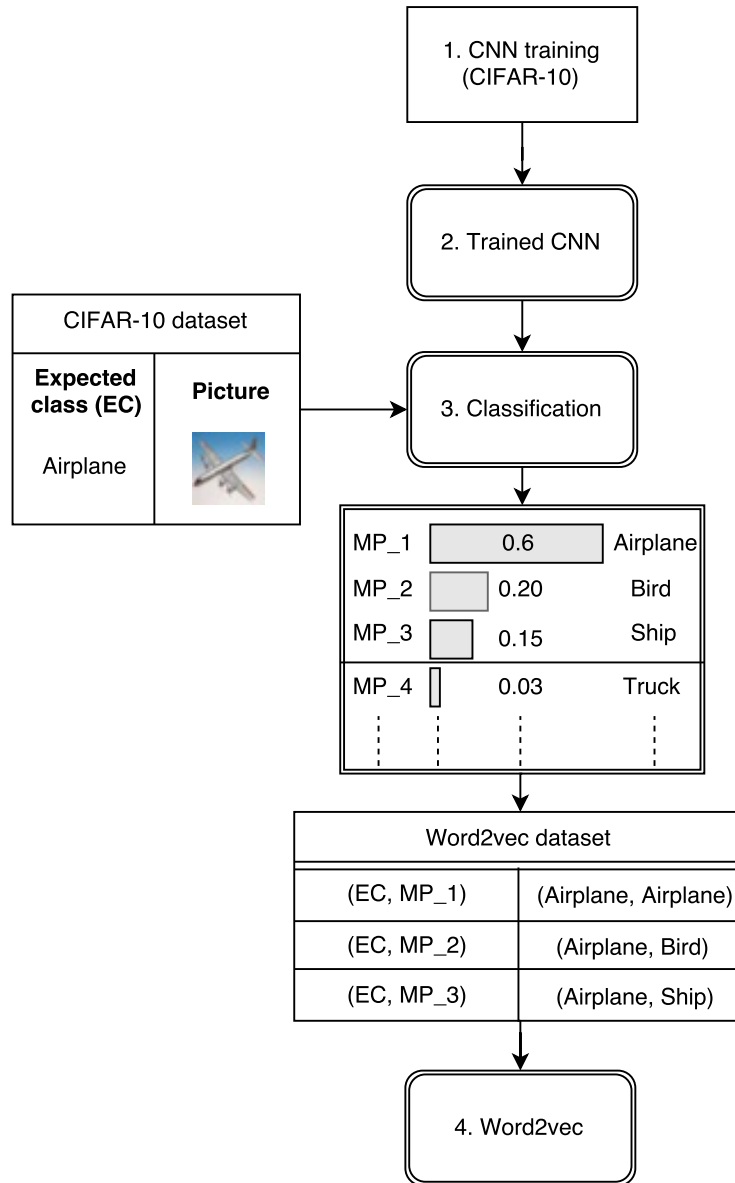 1. CNN training
(CIFAR-10)
2. Trained CNN
CIFAR-10 dataset
Expected
class (EC)
Picture
Airplane
3. Classification
MP_1 0.6 Airplane
MP_2 0.20 Bird
MP_3 0.15 Ship
MP_4 0.03 Truck
Word2vec dataset
(EC, MP_1) (Airplane, Airplane)
(EC, MP_2) (Airplane, Bird)
(EC, MP_3) (Airplane, Ship)
4. Word2vec